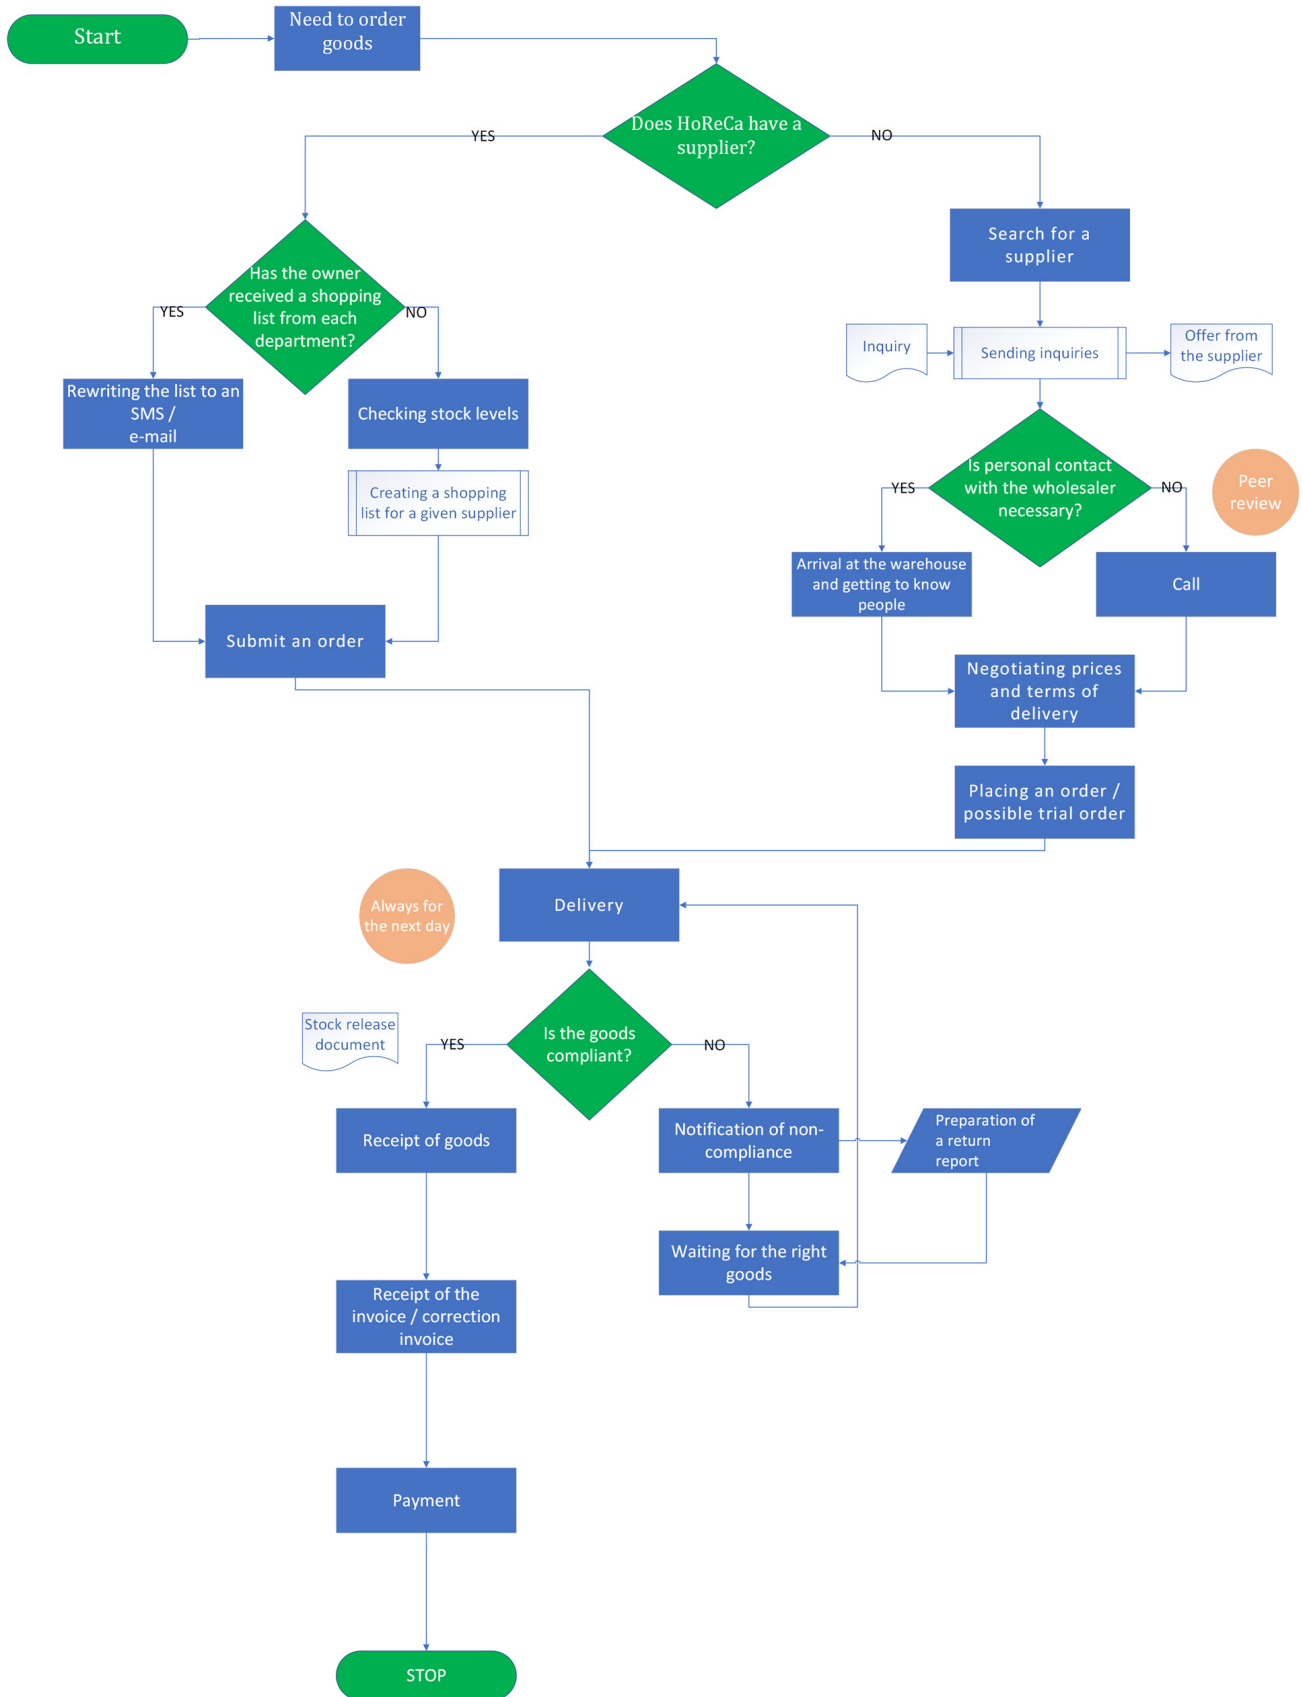 Start
Need to order
goods
Does HoReCa have a
supplier?
YES
NO
Has the owner
received a shopping
list from each
department?
YES
NO
Search for a
supplier
Inquiry
Sending inquiries
Offer from
the supplier
Rewriting the list to an
SMS /
e-mail
Checking stock levels
Creating a shopping
list for a given supplier
Is personal contact
with the wholesaler
necessary?
YES
NO
Peer
review
Arrival at the warehouse
and getting to know
people
Call
Submit an order
Negotiating prices
and terms of
delivery
Placing an order /
possible trial order
Always for
the next day
Delivery
Stock release
document
Is the goods
compliant?
YES
NO
Receipt of goods
Notification of non-
compliance
Preparation of
a return
report
Waiting for the right
goods
Receipt of the
invoice / correction
invoice
Payment
STOP